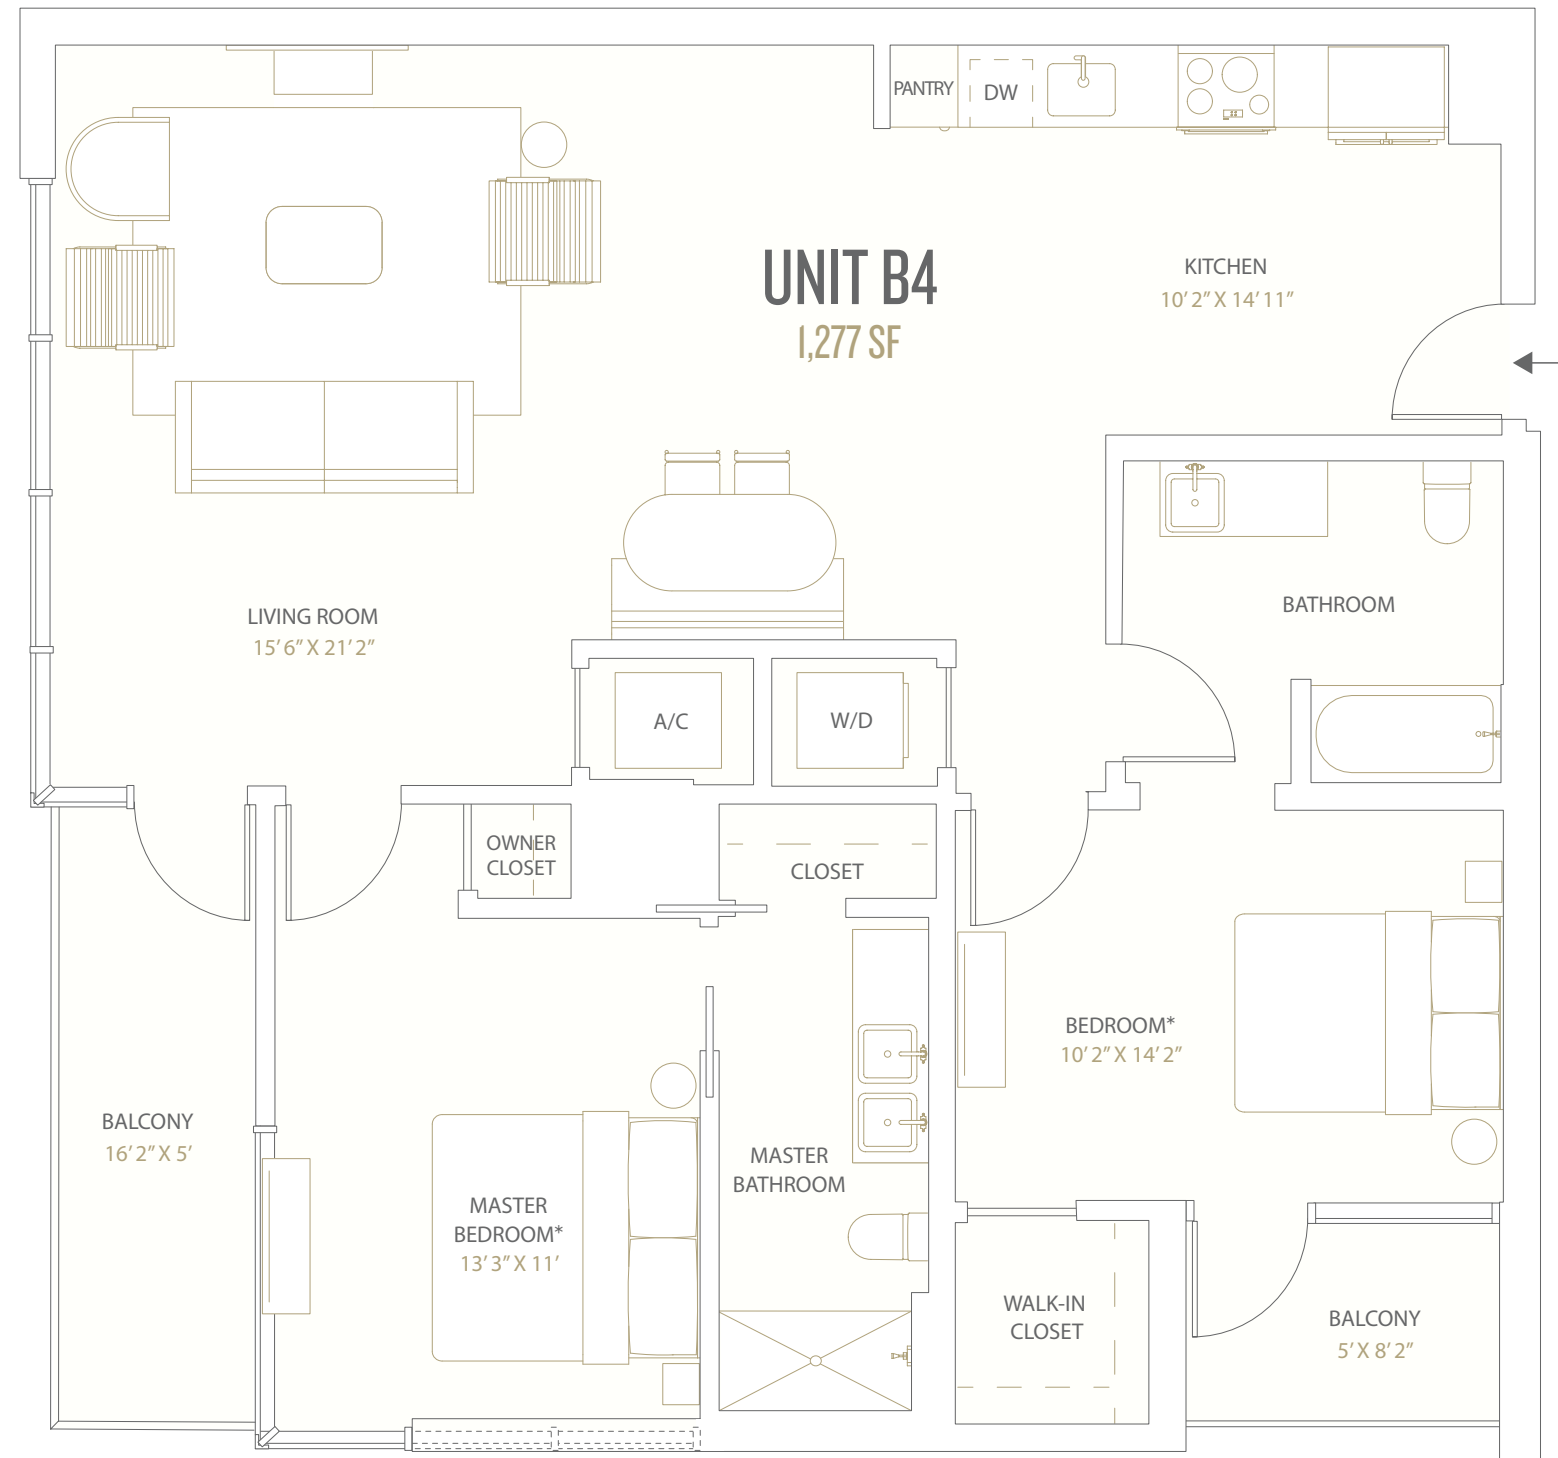 PANTRY
DW
UNIT B4
1,277 SF
KITCHEN
10' 2" X 14' 11"
BATHROOM
LIVING ROOM
15' 6" X 21' 2"
A/C
W/D
OWNER
CLOSET
CLOSET
BEDROOM*
10' 2" X 14' 2"
BALCONY
16' 2" X 5'
MASTER
BATHROOM
MASTER
BEDROOM*
13' 3" X 11'
WALK-IN
CLOSET
BALCONY
5' X 8' 2"